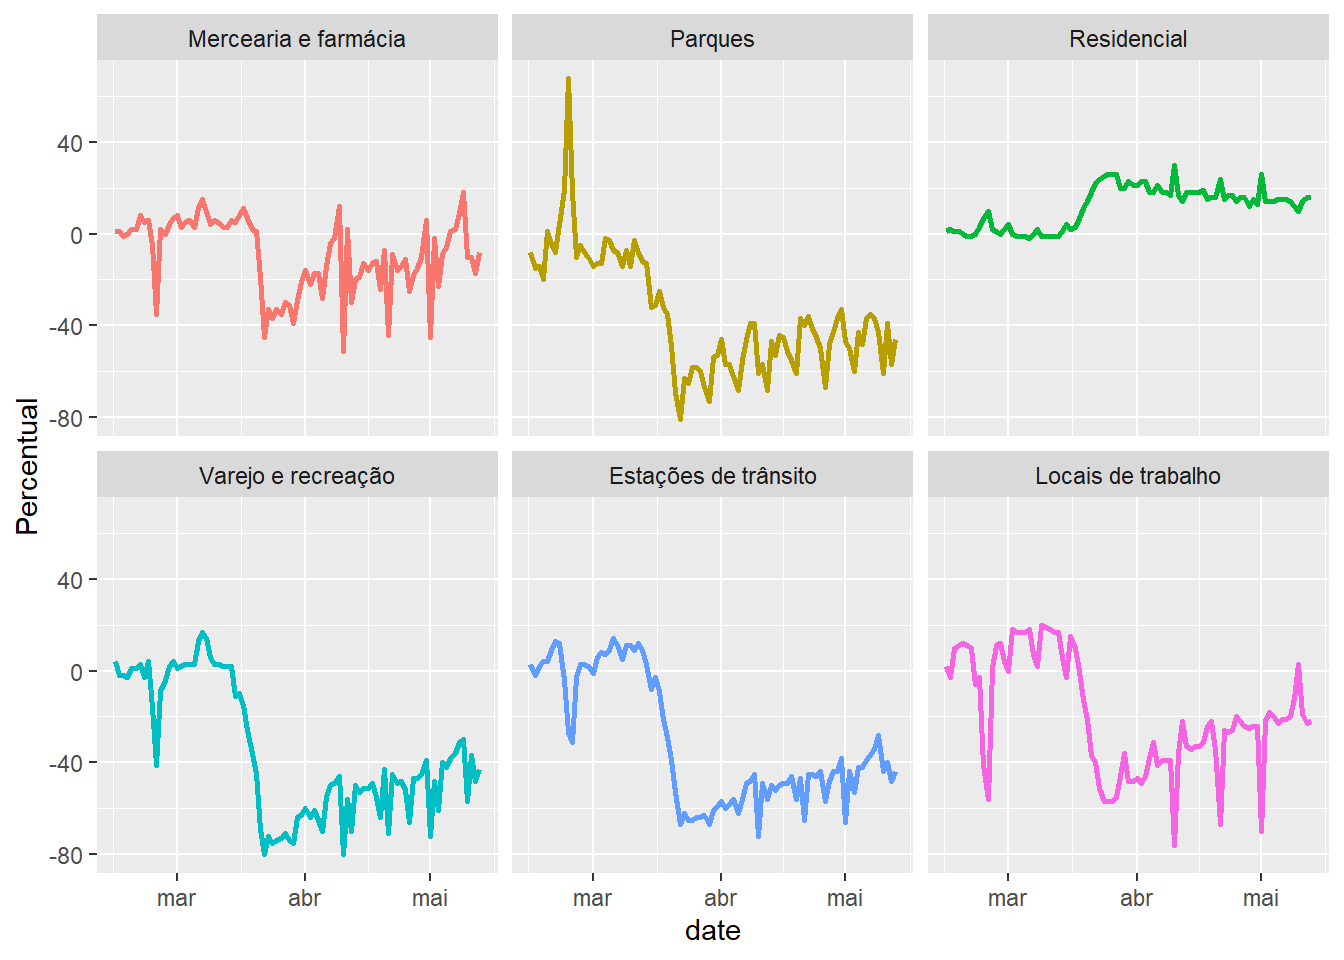 Mercearia e farmácia
Parques
Residencial
40
0
-40
-80
Varejo e recreação
Estações de trânsito
Locais de trabalho
40
0
-40
-80
mar
abr
mai
mar
abr
mai
mar
abr
mai
date
Percentual